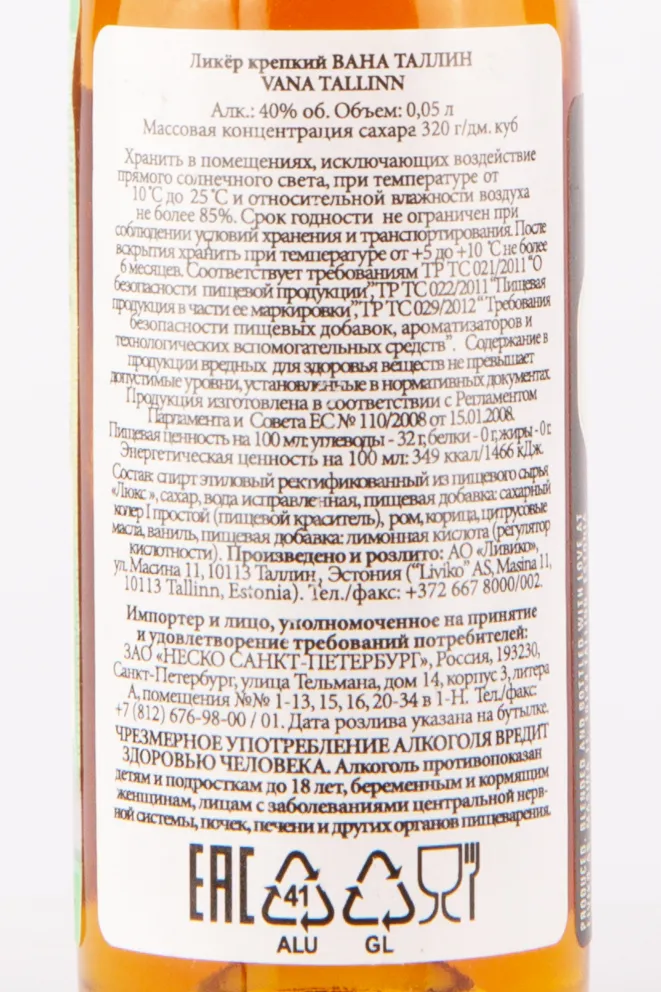 Ликёр крепкий ВАНА ТАЛЛИН
VANA TALLINN
Алк.: 40% об. Объем: 0,05 л
Массовая концентрация сахара 320 г/дм. куб
Хранить в помещениях, исключающих воздействие
прямого солнечного света, при температуре от
10˚С до 25˚С и относительной влажности воздуха
не более 85%. Срок годности не ограничен при
соблюдении условий хранения и транспортирования. После
вскрытия хранить при температуре от +5 до +10 ˚С не более
6 месяцев. Соответствует требованиям ТР ТС 021/2011 "О
безопасности пищевой продукции", ТР ТС 022/2011 "Пищевая
продукция в части ее маркировки", ТР ТС 029/2012 "Требования
безопасности пищевых добавок, ароматизаторов и
технологических вспомогательных средств". Содержание в
продукции вредных для здоровья веществ не превышает
допустимые уровни, установленные в нормативных документах.
Продукция изготовлена в соответствии с Регламентом
Парламента и Совета ЕС № 110/2008 от 15.01.2008.
Пищевая ценность на 100 мл: углеводы - 32 г, белки - 0 г, жиры - 0 г.
Энергетическая ценность на 100 мл: 349 ккал/1466 кДж.
Состав: спирт этиловый ректификованный из пищевого сырья
«Люкс», сахар, вода исправленная, пищевая добавка: сахарный
колер I простой (пищевой краситель), ром, корица, цитрусовые
масла, ваниль, пищевая добавка: лимонная кислота (регулятор
кислотности). Произведено и розлито: АО «Ливико»,
ул. Масина 11, 10113 Таллин, Эстония ("Liviko" AS, Masina 11,
10113 Tallinn, Estonia). Тел./факс: +372 667 8000/002.
Импортер и лицо, уполномоченное на принятие
и удовлетворение требований потребителей:
ЗАО «НЕСКО САНКТ-ПЕТЕРБУРГ», Россия, 193230,
Санкт-Петербург, улица Тельмана, дом 14, корпус 3, литера
А, помещения №№ 1-13, 15, 16, 20-34 в 1-Н. Тел./факс:
+7 (812) 676-98-00 / 01. Дата розлива указана на бутылке.
ЧРЕЗМЕРНОЕ УПОТРЕБЛЕНИЕ АЛКОГОЛЯ ВРЕДИТ
ЗДОРОВЬЮ ЧЕЛОВЕКА. Алкоголь противопоказан
детям и подросткам до 18 лет, беременным и кормящим
женщинам, лицам с заболеваниями центральной нерв-
ной системы, почек, печени и других органов пищеварения.
EAC 41
ALU GL
PRODUCED, BLENDED AND BOTTLED WITH LOVE AT